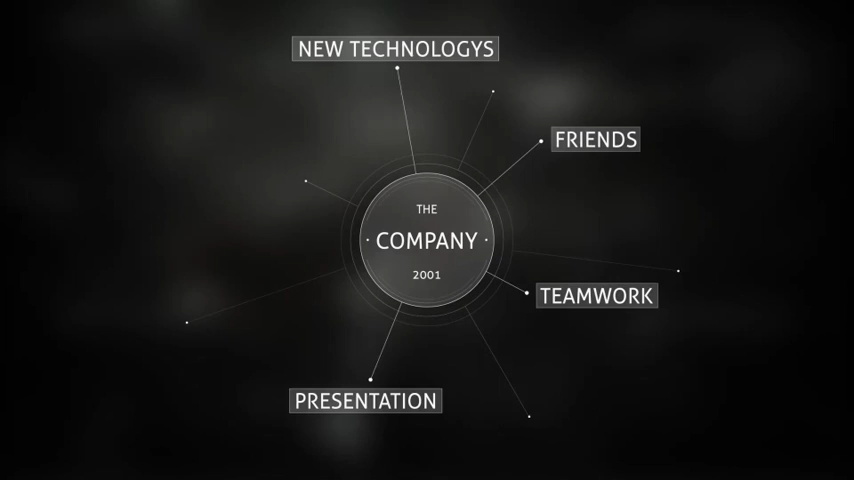 NEW TECHNOLOGYS
FRIENDS
THE
COMPANY
2001
TEAMWORK
PRESENTATION